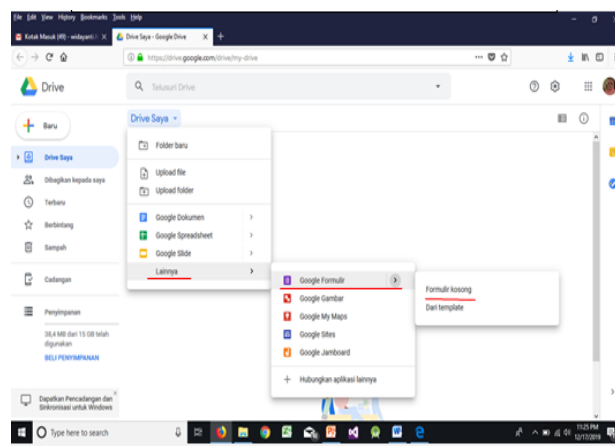 File Edit View History Bookmarks Tools Help
Kotak Masuk (49) - widayanti
Drive Saya - Google Drive
https://drive.google.com/drive/my-drive
Drive
Telusuri Drive
Baru
Drive Saya
Drive Saya
Dibagikan kepada saya
Terbaru
Berbintang
Sampah
Cadangan
Penyimpanan
38,4 MB dari 15 GB telah
digunakan
BELI PENYIMPANAN
Dapatkan Pencadangan dan
Sinkronisasi untuk Windows
Folder baru
Upload file
Upload folder
Google Dokumen
Google Spreadsheet
Google Slide
Lainnya
Google Formulir
Google Gambar
Google My Maps
Google Sites
Google Jamboard
Hubungkan aplikasi lainnya
Formulir kosong
Dari template
Type here to search
11:25 PM
12/17/2019